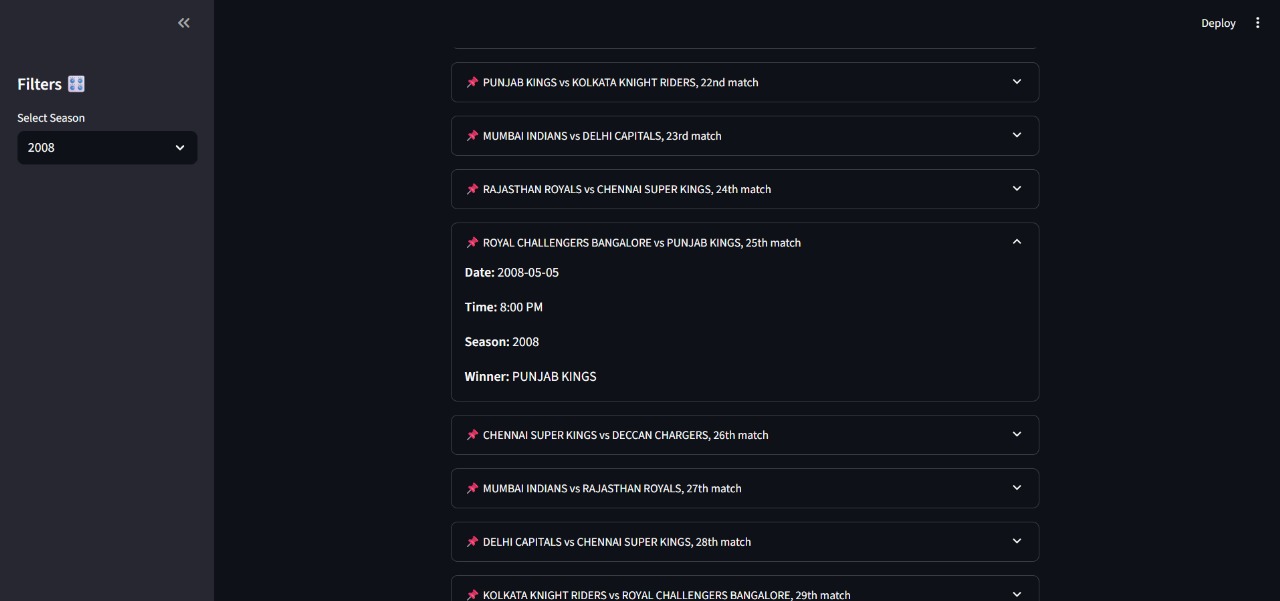 Deploy
Filters 🎛️
Select Season
2008
📌 PUNJAB KINGS vs KOLKATA KNIGHT RIDERS, 22nd match
📌 MUMBAI INDIANS vs DELHI CAPITALS, 23rd match
📌 RAJASTHAN ROYALS vs CHENNAI SUPER KINGS, 24th match
📌 ROYAL CHALLENGERS BANGALORE vs PUNJAB KINGS, 25th match
Date: 2008-05-05
Time: 8:00 PM
Season: 2008
Winner: PUNJAB KINGS
📌 CHENNAI SUPER KINGS vs DECCAN CHARGERS, 26th match
📌 MUMBAI INDIANS vs RAJASTHAN ROYALS, 27th match
📌 DELHI CAPITALS vs CHENNAI SUPER KINGS, 28th match
📌 KOLKATA KNIGHT RIDERS vs ROYAL CHALLENGERS BANGALORE, 29th match